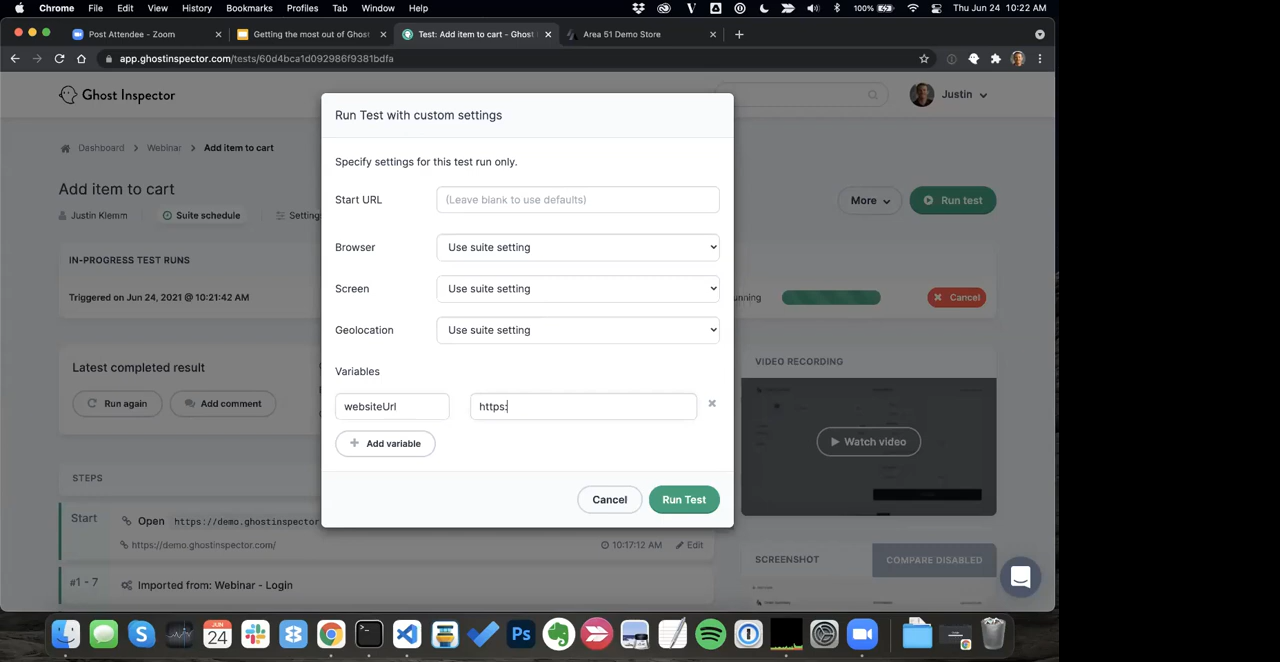 Chrome File Edit View History Bookmarks Profiles Tab Window Help 100% Thu Jun 24 10:22 AM
Post Attendee - Zoom
Getting the most out of Ghost
Test: Add item to cart - Ghost
Area 51 Demo Store
app.ghostinspector.com/tests/60d4bca1d092986f9381bdfa
Ghost Inspector
Justin
Dashboard > Webinar > Add item to cart
Add item to cart
Justin Klemm
Suite schedule
Settings
More
Run test
IN-PROGRESS TEST RUNS
Triggered on Jun 24, 2021 @ 10:21:42 AM
Cancel
Latest completed result
Run again
Add comment
VIDEO RECORDING
Watch video
STEPS
Start
Open https://demo.ghostinspector
https://demo.ghostinspector.com/
10:17:12 AM
Edit
#1 - 7
Imported from: Webinar - Login
SCREENSHOT
COMPARE DISABLED
Run Test with custom settings
Specify settings for this test run only.
Start URL
(Leave blank to use defaults)
Browser
Use suite setting
Screen
Use suite setting
Geolocation
Use suite setting
Variables
websiteUrl
https:
Add variable
Cancel
Run Test
JUN
24
Ps